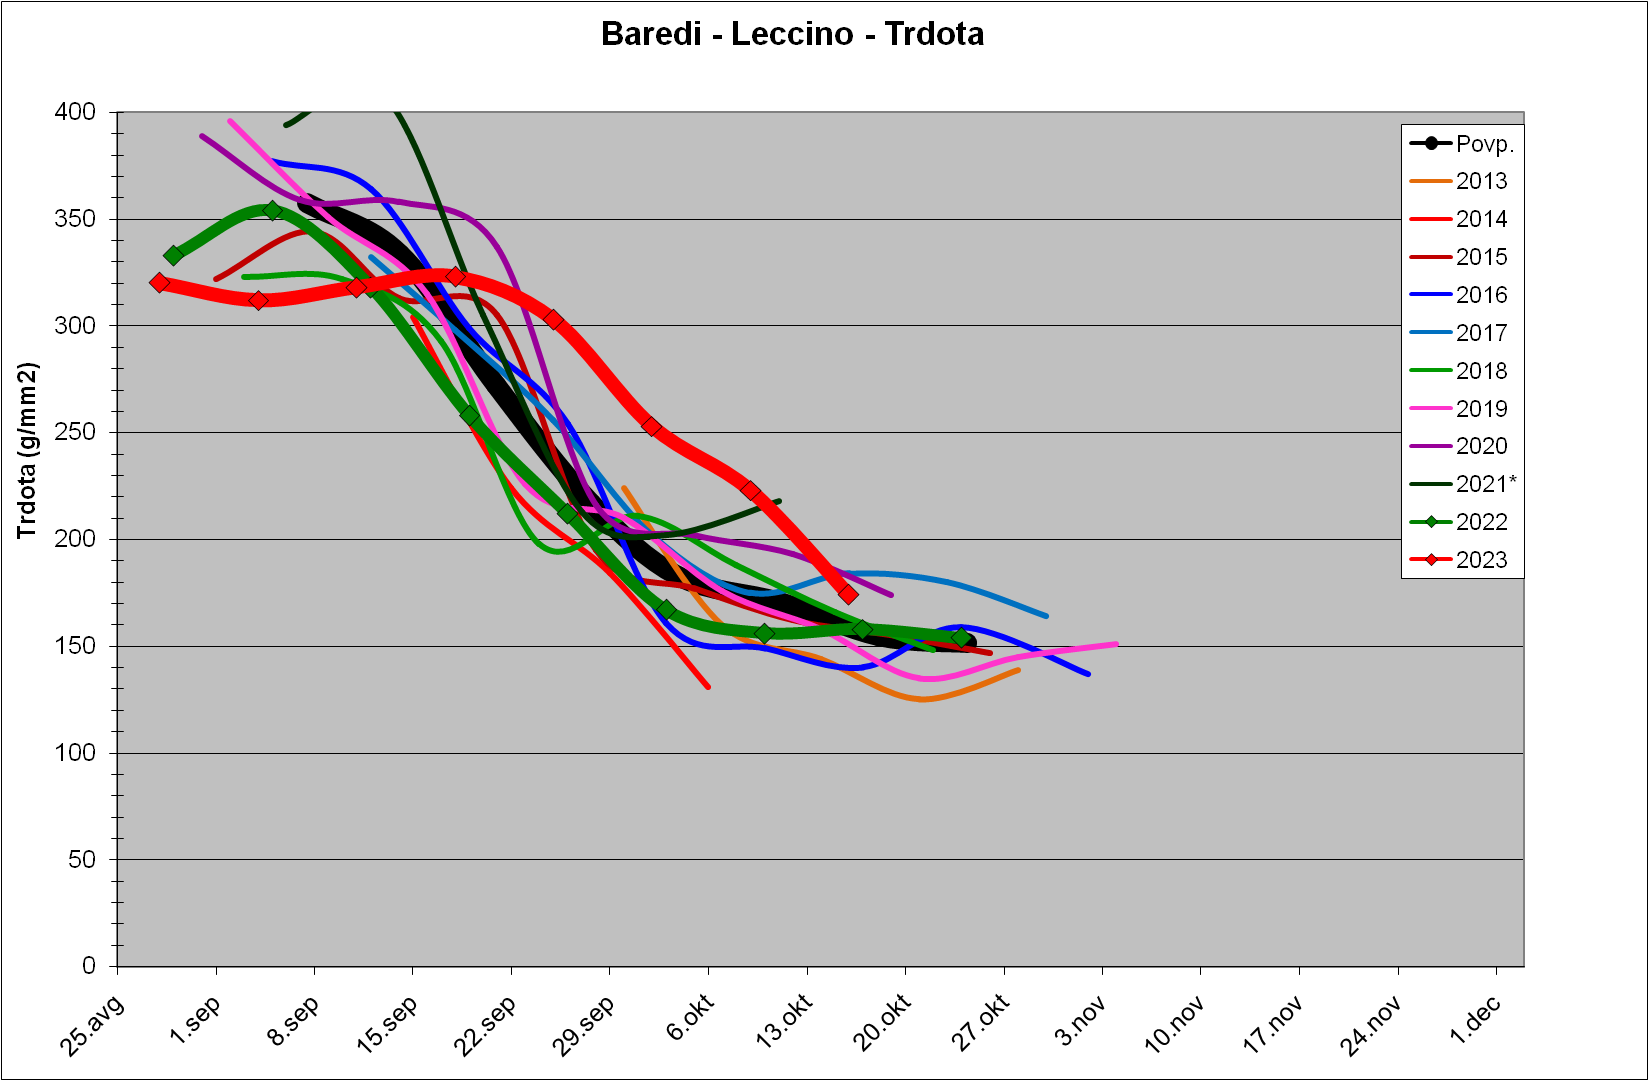 Baredi - Leccino - Trdota
Trdota (g/mm2)
400
350
300
250
200
150
100
50
0
25.avg
1.sep
8.sep
15.sep
22.sep
29.sep
6.okt
13.okt
20.okt
27.okt
3.nov
10.nov
17.nov
24.nov
1.dec
Povp.
2013
2014
2015
2016
2017
2018
2019
2020
2021*
2022
2023